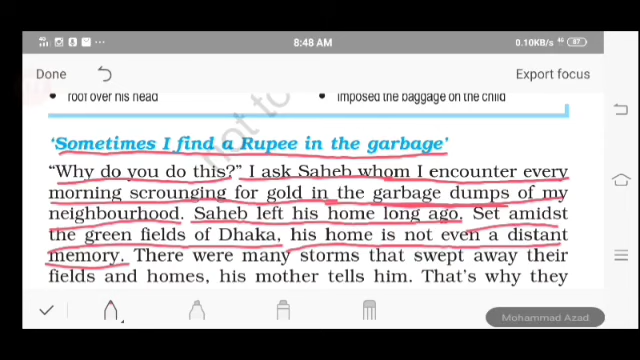 8:48 AM
0.10KB/s 4G 87
Done
Export focus
• roof over his head
• imposed the baggage on the child
not to
'Sometimes I find a Rupee in the garbage'
"Why do you do this?" I ask Saheb whom I encounter every
morning scrounging for gold in the garbage dumps of my
neighbourhood. Saheb left his home long ago. Set amidst
the green fields of Dhaka, his home is not even a distant
memory. There were many storms that swept away their
fields and homes, his mother tells him. That's why they
Mohammad Azad